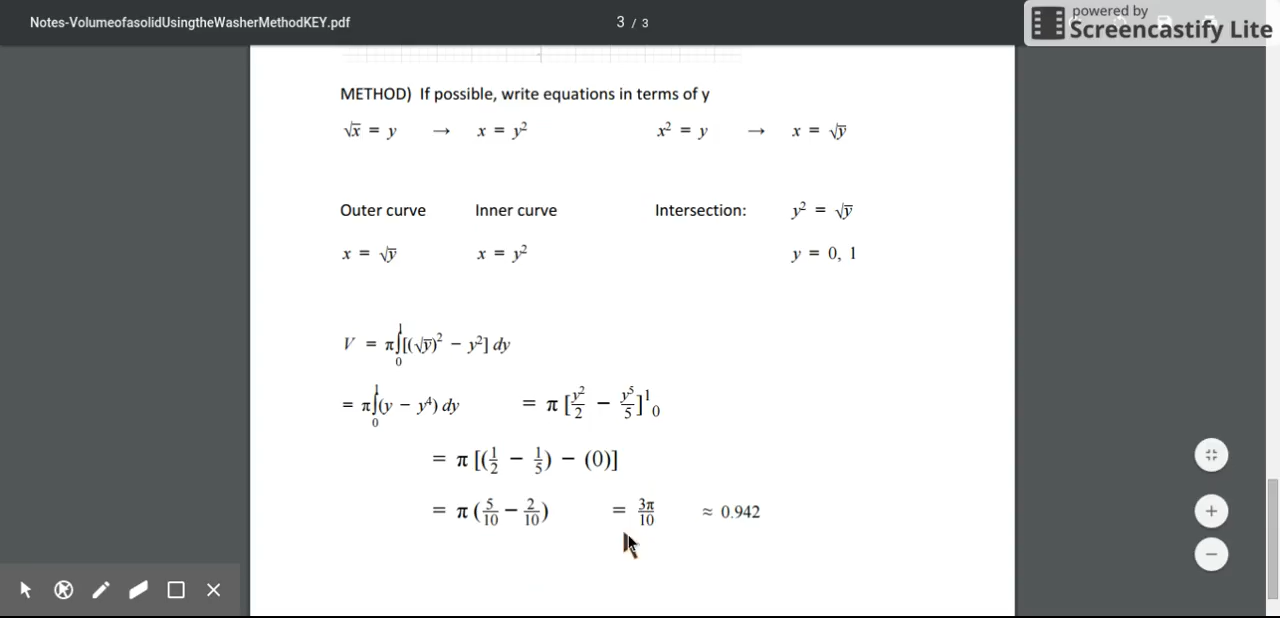 Notes-VolumeofasolidUsingtheWasherMethodKEY.pdf 3 / 3 powered by
Screencastify Lite
METHOD) If possible, write equations in terms of y
√x = y → x = y² x² = y → x = √y
Outer curve Inner curve Intersection: y² = √y
x = √y x = y² y = 0, 1
V = π∫₀¹[(√y)² − y²] dy
= π∫₀¹(y − y⁴) dy = π [y²/2 − y⁵/5]¹₀
= π [(1/2 − 1/5) − (0)]
= π (5/10 − 2/10) = 3π/10 ≈ 0.942